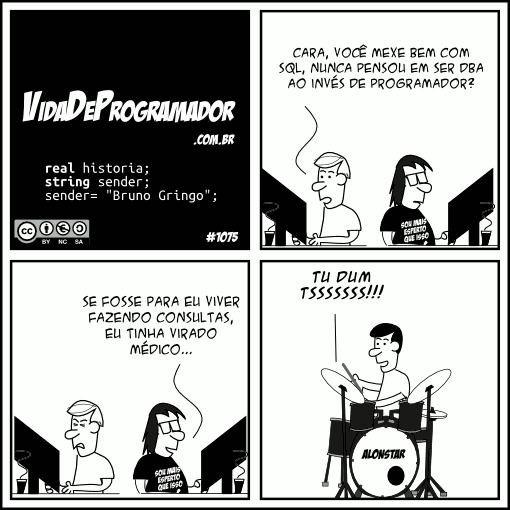 VidaDeProgramador
.com.br
real historia;
string sender;
sender= "Bruno Gringo";
cc
BY NC SA
#1075
CARA, VOCÊ MEXE BEM COM
SQL, NUNCA PENSOU EM SER DBA
AO INVÉS DE PROGRAMADOR?
SOU MAIS
ESPERTO
QUE ISSO
SE FOSSE PARA EU VIVER
FAZENDO CONSULTAS,
EU TINHA VIRADO
MÉDICO...
SOU MAIS
ESPERTO
QUE ISSO
TU DUM
TSSSSSSS!!!
ALONSTAR